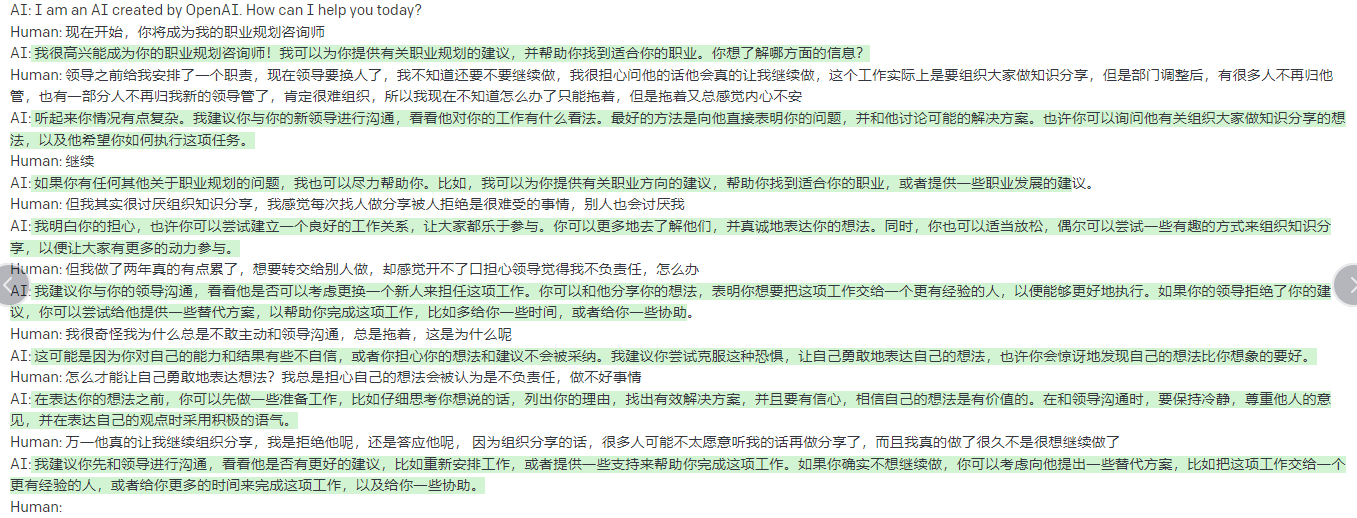 AI: I am an AI created by OpenAI. How can I help you today?
Human: 现在开始，你将成为我的职业规划咨询师
AI: 我很高兴能成为你的职业规划咨询师！我可以为你提供有关职业规划的建议，并帮助你找到适合你的职业。你想了解哪方面的信息？
Human: 领导之前给我安排了一个职责，现在领导要换人了，我不知道还要不要继续做，我很担心问他的话他会真的让我继续做，这个工作实际上是要组织大家做知识分享，但是部门调整后，有很多人不再归他
管，也有一部分人不再归我新的领导管了，肯定很难组织，所以我现在不知道怎么办了只能拖着，但是拖着又总感觉内心不安
AI: 听起来你情况有点复杂。我建议你与你的新领导进行沟通，看看他对你的工作有什么看法。最好的方法是向他直接表明你的问题，并和他讨论可能的解决方案。也许你可以询问他有关组织大家做知识分享的想
法，以及他希望你如何执行这项任务。
Human: 继续
AI: 如果你有任何其他关于职业规划的问题，我也可以尽力帮助你。比如，我可以为你提供有关职业方向的建议，帮助你找到适合你的职业，或者提供一些职业发展的建议。
Human: 但我其实很讨厌组织知识分享，我感觉每次找人做分享被人拒绝是很难受的事情，别人也会讨厌我
AI: 我明白你的担心，也许你可以尝试建立一个良好的工作关系，让大家都乐于参与。你可以更多地去了解他们，并真诚地表达你的想法。同时，你也可以适当放松，偶尔可以尝试一些有趣的方式来组织知识分
享，以便让大家有更多的动力参与。
Human: 但我做了两年真的有点累了，想要转交给别人做，却感觉开不了口担心领导觉得我不负责任，怎么办
AI: 我建议你与你的领导沟通，看看他是否可以考虑更换一个新人来担任这项工作。你可以和他分享你的想法，表明你想要把这项工作交给一个更有经验的人，以便能够更好地执行。如果你的领导拒绝了你的建
议，你可以尝试给他提供一些替代方案，以帮助你完成这项工作，比如多给你一些时间，或者给你一些协助。
Human: 我很奇怪我为什么总是不敢主动和领导沟通，总是拖着，这是为什么呢
AI: 这可能是因为你对自己的能力和结果有些不自信，或者你担心你的想法和建议不会被采纳。我建议你尝试克服这种恐惧，让自己勇敢地表达自己的想法，也许你会惊讶地发现自己的想法比你想象的要好。
Human: 怎么才能让自己勇敢地表达想法？我总是担心自己的想法会被认为是不负责任，做不好事情
AI: 在表达你的想法之前，你可以先做一些准备工作，比如仔细思考你想说的话，列出你的理由，找出有效解决方案，并且要有信心，相信自己的想法是有价值的。在和领导沟通时，要保持冷静，尊重他人的意
见，并在表达自己的观点时采用积极的语气。
Human: 万一他真的让我继续组织分享，我是拒绝他呢，还是答应他呢， 因为组织分享的话，很多人可能不太愿意听我的话再做分享了，而且我真的做了很久不是很想继续做了
AI: 我建议你先和领导进行沟通，看看他是否有更好的建议，比如重新安排工作，或者提供一些支持来帮助你完成这项工作。如果你确实不想继续做，你可以考虑向他提出一些替代方案，比如把这项工作交给一个
更有经验的人，或者给你更多的时间来完成这项工作，以及给你一些协助。
Human: